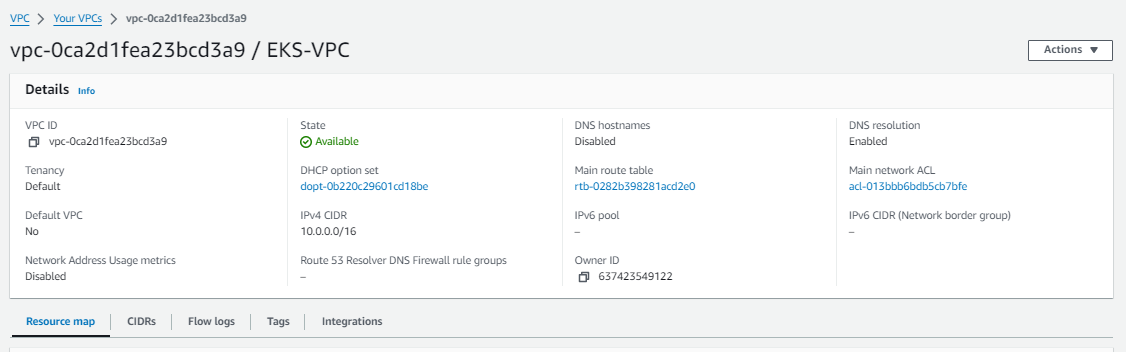 VPC > Your VPCs > vpc-0ca2d1fea23bcd3a9
vpc-0ca2d1fea23bcd3a9 / EKS-VPC
Actions ▼
Details Info
VPC ID State DNS hostnames DNS resolution
vpc-0ca2d1fea23bcd3a9 Available Disabled Enabled
Tenancy DHCP option set Main route table Main network ACL
Default dopt-0b220c29601cd18be rtb-0282b398281acd2e0 acl-013bbb6bdb5cb7bfe
Default VPC IPv4 CIDR IPv6 pool IPv6 CIDR (Network border group)
No 10.0.0.0/16 – –
Network Address Usage metrics Route 53 Resolver DNS Firewall rule groups Owner ID
Disabled – 637423549122
Resource map CIDRs Flow logs Tags Integrations